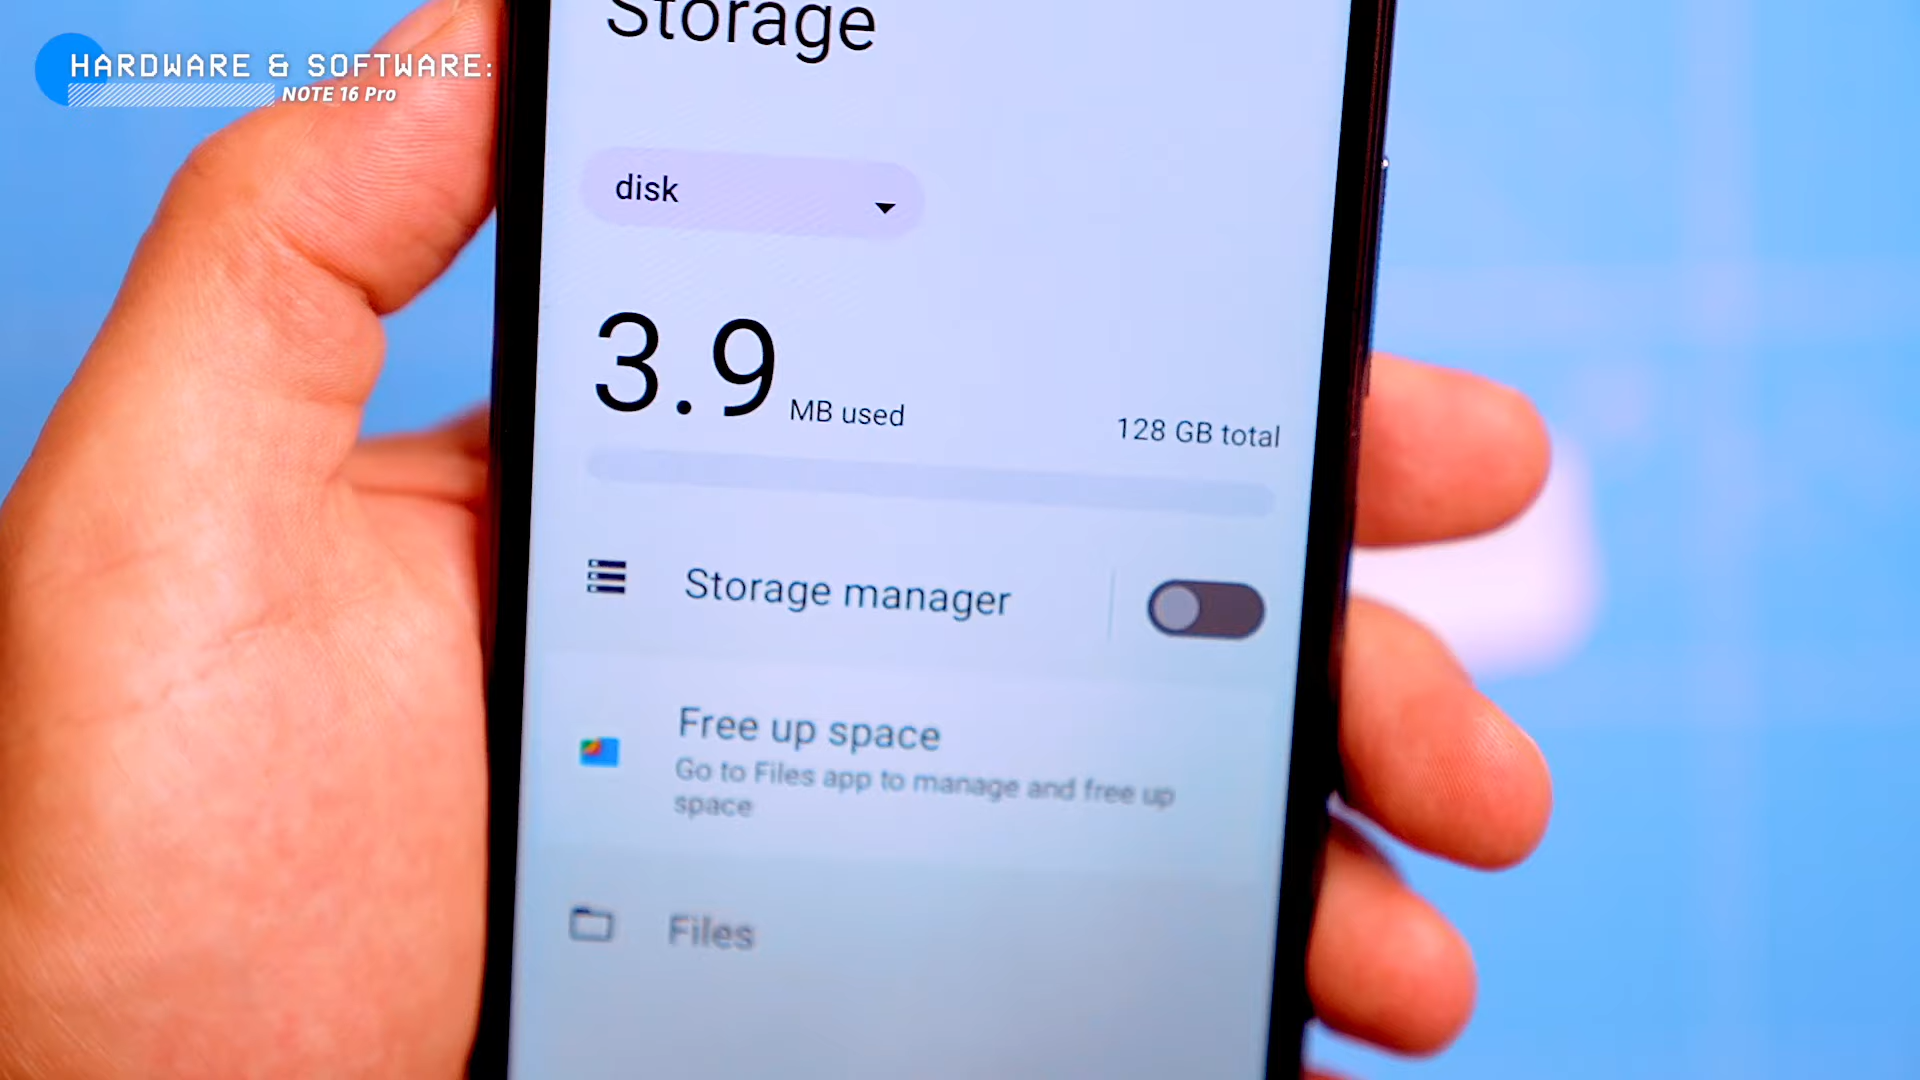 HARDWARE & SOFTWARE:
NOTE 16 Pro
Storage
disk
3.9 MB used
128 GB total
Storage manager
Free up space
Go to Files app to manage and free up
space
Files